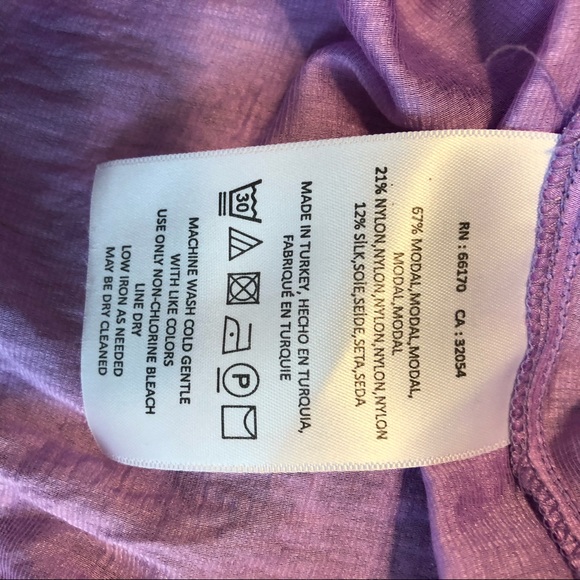 RN : 66170 CA : 32054
67% MODAL,MODAL,MODAL,
MODAL,MODAL
21% NYLON,NYLON,NYLON,NYLON,NYLON
12% SILK,SOIE,SEIDE,SETA,SEDA
MADE IN TURKEY, HECHO EN TURQUIA,
FABRIQUÉ EN TURQUIE
30
P
MACHINE WASH COLD GENTLE
WITH LIKE COLORS
USE ONLY NON-CHLORINE BLEACH
LINE DRY
LOW IRON AS NEEDED
MAY BE DRY CLEANED